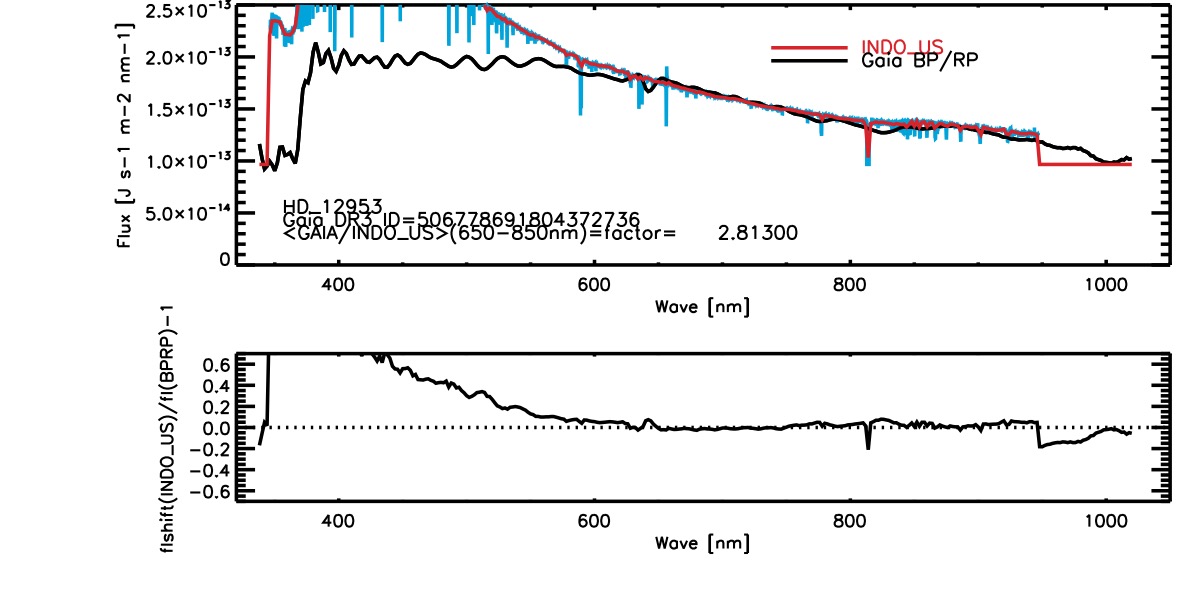 2.5×10⁻¹³
2.0×10⁻¹³
1.5×10⁻¹³
1.0×10⁻¹³
5.0×10⁻¹⁴
0
Flux [J s-1 m-2 nm-1]
INDO_US
Gaia BP/RP
HD_12953
Gaia DR3 ID=506778691804372736
<GAIA/INDO_US>(650-850nm)=factor= 2.81300
400 600 800 1000
Wave [nm]
0.6
0.4
0.2
0.0
-0.2
-0.4
-0.6
flshift(INDO_US)/fl(BPRP)-1
400 600 800 1000
Wave [nm]